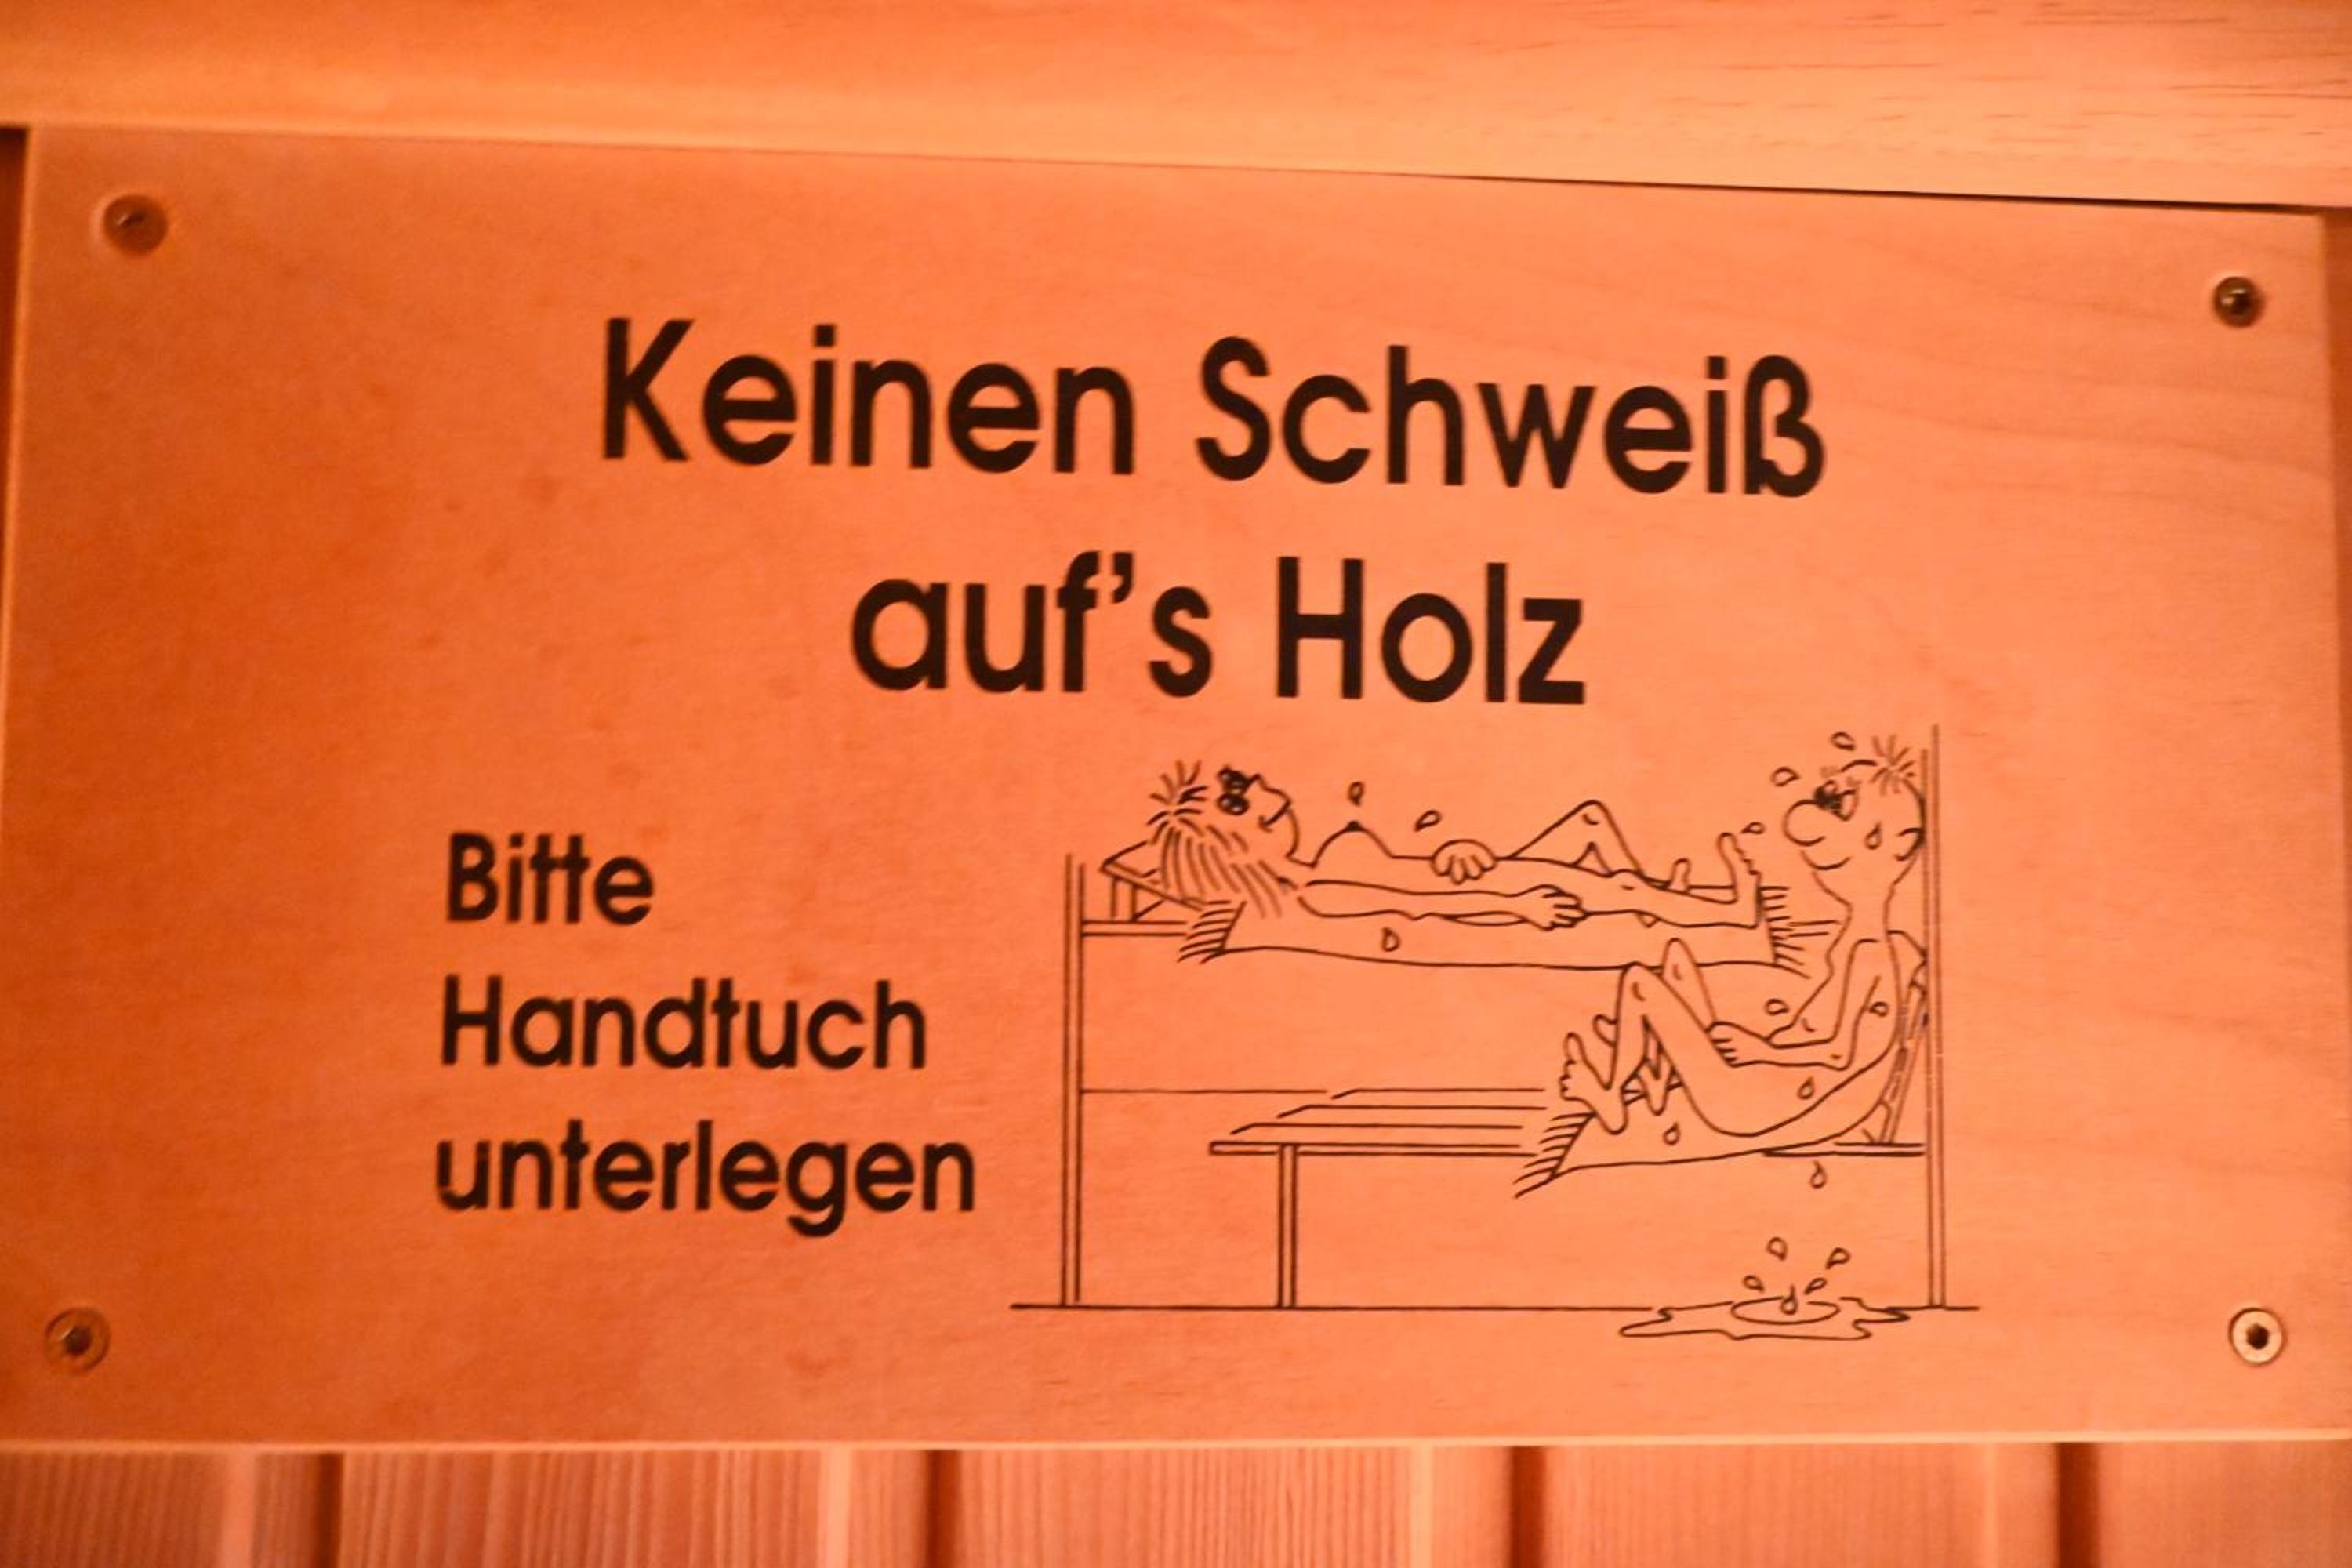 Keinen Schweiß
auf's Holz
Bitte
Handtuch
unterlegen